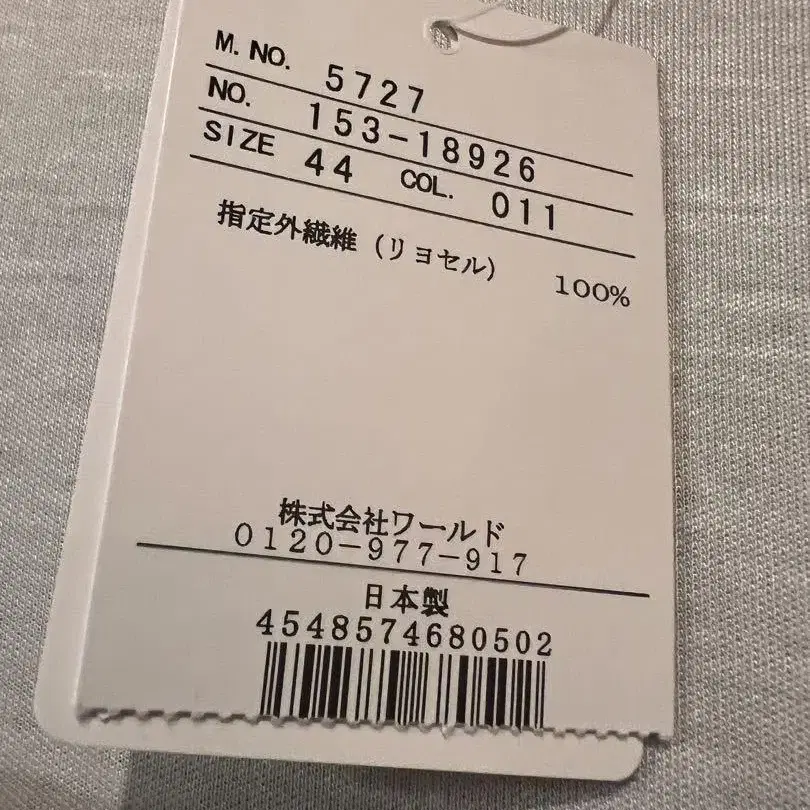 M. NO. 5727
NO. 153-18926
SIZE 44 COL. 011
指定外繊維 (リヨセル) 100%
株式会社ワールド
0120-977-917
日本製
4548574680502